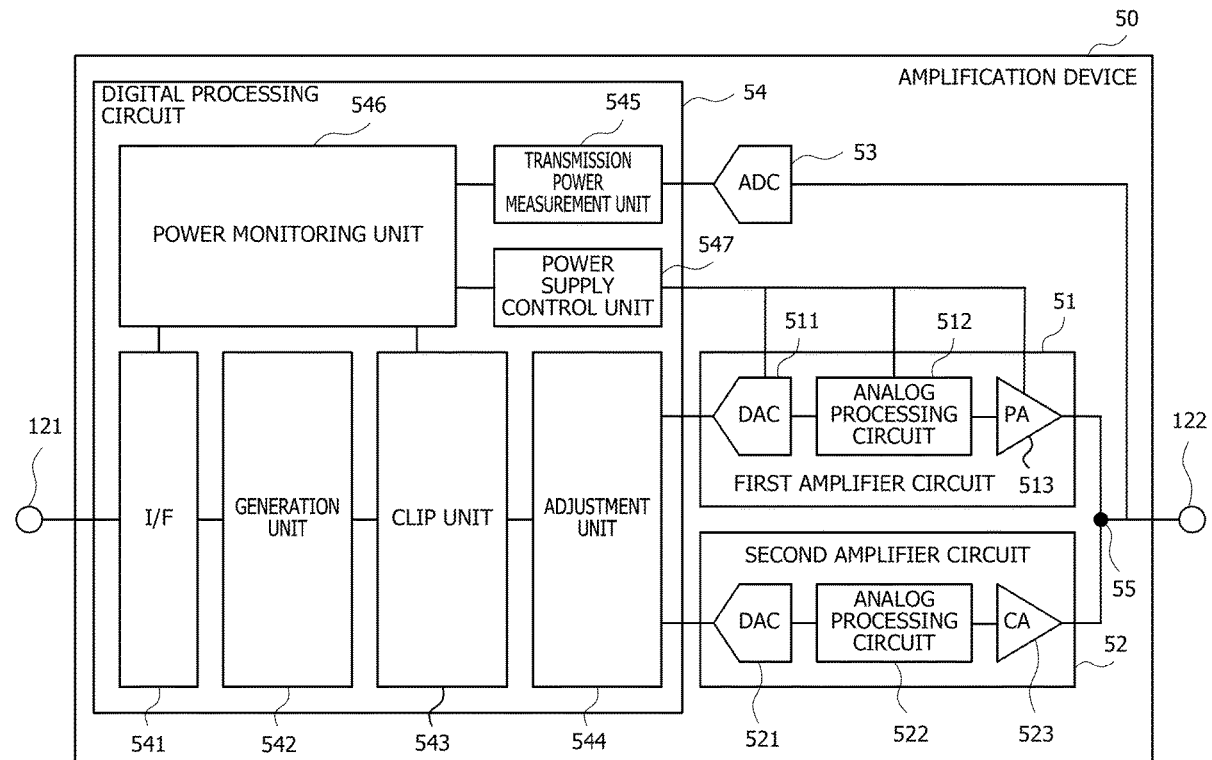 50
AMPLIFICATION DEVICE
DIGITAL PROCESSING
CIRCUIT
54
546
545
53
TRANSMISSION
POWER
MEASUREMENT UNIT
ADC
POWER MONITORING UNIT
547
POWER
SUPPLY
CONTROL UNIT
51
511
512
DAC
ANALOG
PROCESSING
CIRCUIT
PA
513
FIRST AMPLIFIER CIRCUIT
121
122
I/F
GENERATION
UNIT
CLIP UNIT
ADJUSTMENT
UNIT
55
SECOND AMPLIFIER CIRCUIT
DAC
ANALOG
PROCESSING
CIRCUIT
CA
52
541
542
543
544
521
522
523